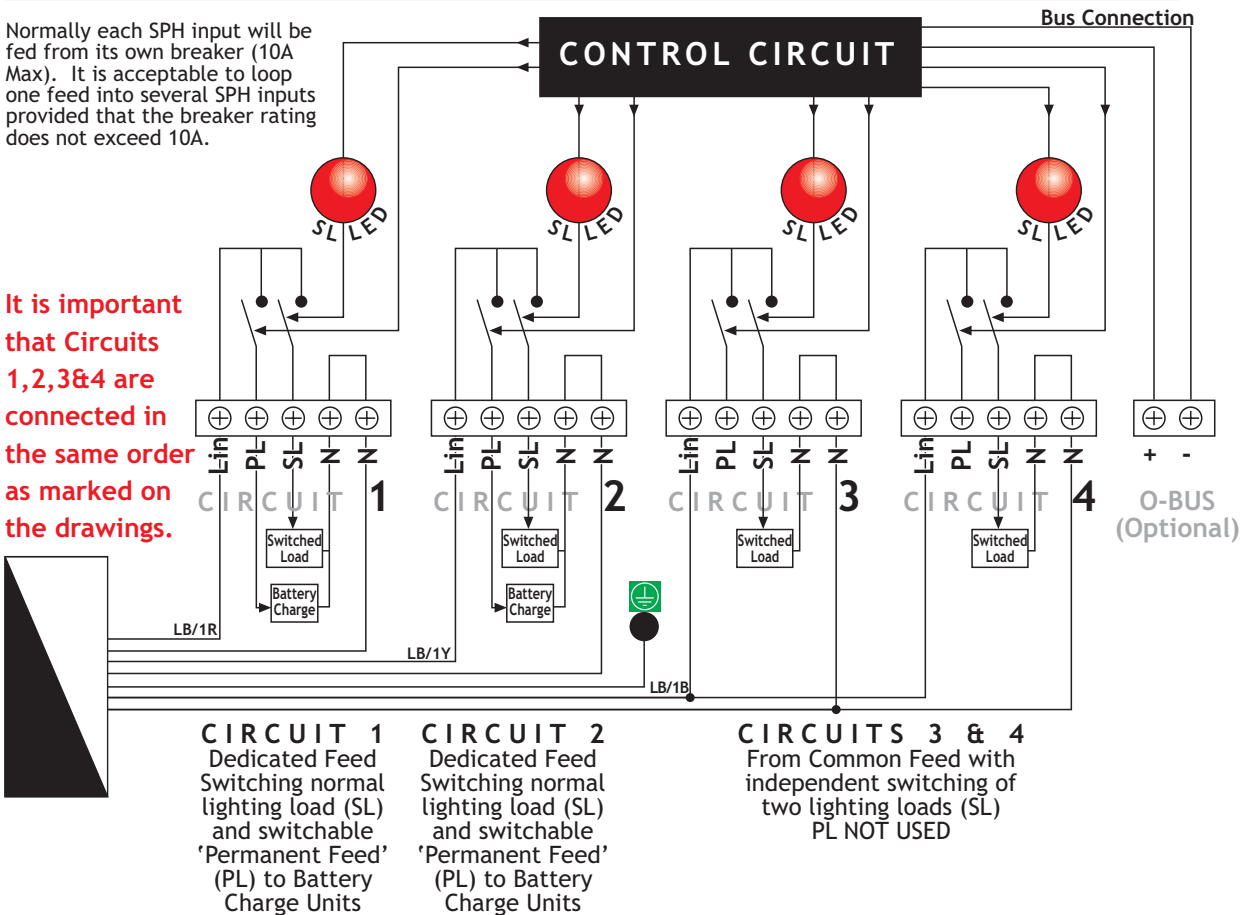 Bus Connection
Normally each SPH input will be
fed from its own breaker (10A
Max). It is acceptable to loop
one feed into several SPH inputs
provided that the breaker rating
does not exceed 10A.
CONTROL CIRCUIT
SL LED
SL LED
SL LED
SL LED
It is important
that Circuits
1,2,3&4 are
connected in
the same order
as marked on
the drawings.
Lin PL SL N N
Lin PL SL N N
Lin PL SL N N
Lin PL SL N N
+ -
CIRCUIT 1
CIRCUIT 2
CIRCUIT 3
CIRCUIT 4
O-BUS
(Optional)
Switched
Load
Switched
Load
Switched
Load
Switched
Load
Battery
Charge
Battery
Charge
LB/1R
LB/1Y
LB/1B
CIRCUIT 1
Dedicated Feed
Switching normal
lighting load (SL)
and switchable
‘Permanent Feed’
(PL) to Battery
Charge Units
CIRCUIT 2
Dedicated Feed
Switching normal
lighting load (SL)
and switchable
‘Permanent Feed’
(PL) to Battery
Charge Units
CIRCUITS 3 & 4
From Common Feed with
independent switching of
two lighting loads (SL)
PL NOT USED